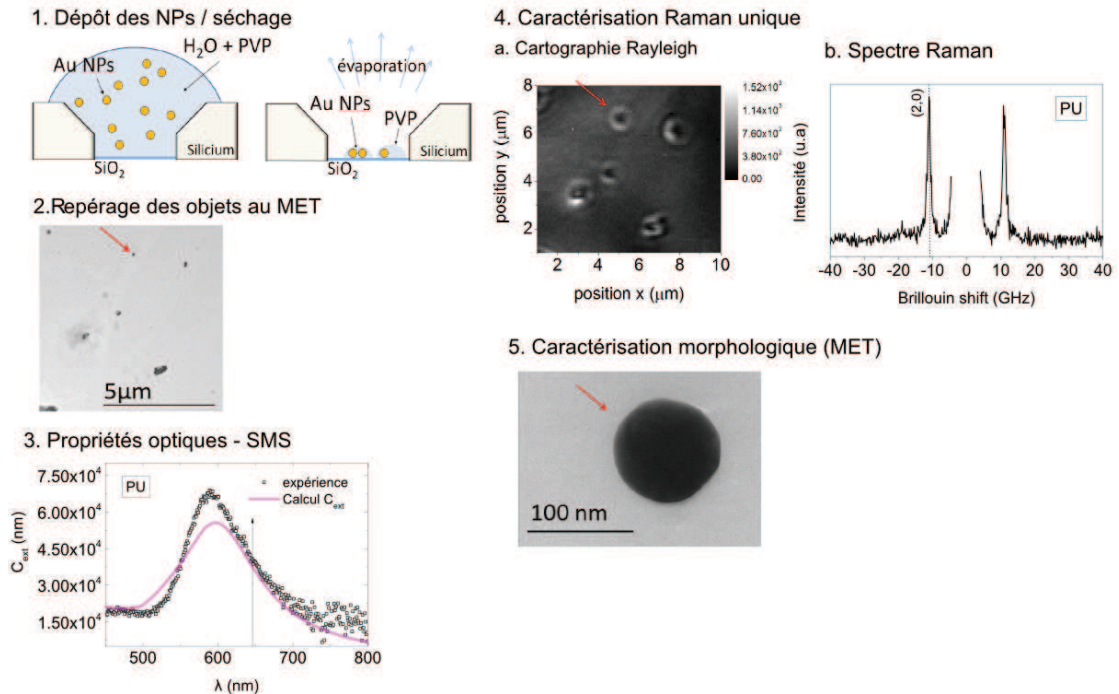 1. Dépôt des NPs / séchage
H2O + PVP
Au NPs
Silicium
SiO2
évaporation
Au NPs
PVP
Silicium
SiO2
2.Repérage des objets au MET
5µm
3. Propriétés optiques - SMS
7.50x10^4
6.00x10^4
4.50x10^4
3.00x10^4
1.50x10^4
C_ext (nm)
PU
expérience
Calcul C_ext
500 600 700 800
λ (nm)
4. Caractérisation Raman unique
a. Cartographie Rayleigh
8
6
4
2
position y (µm)
2 4 6 8 10
position x (µm)
1.52x10^3
1.14x10^3
7.60x10^2
3.80x10^2
0.00
b. Spectre Raman
Intensité (u.a)
(2,0)
PU
-40 -30 -20 -10 0 10 20 30 40
Brillouin shift (GHz)
5. Caractérisation morphologique (MET)
100 nm